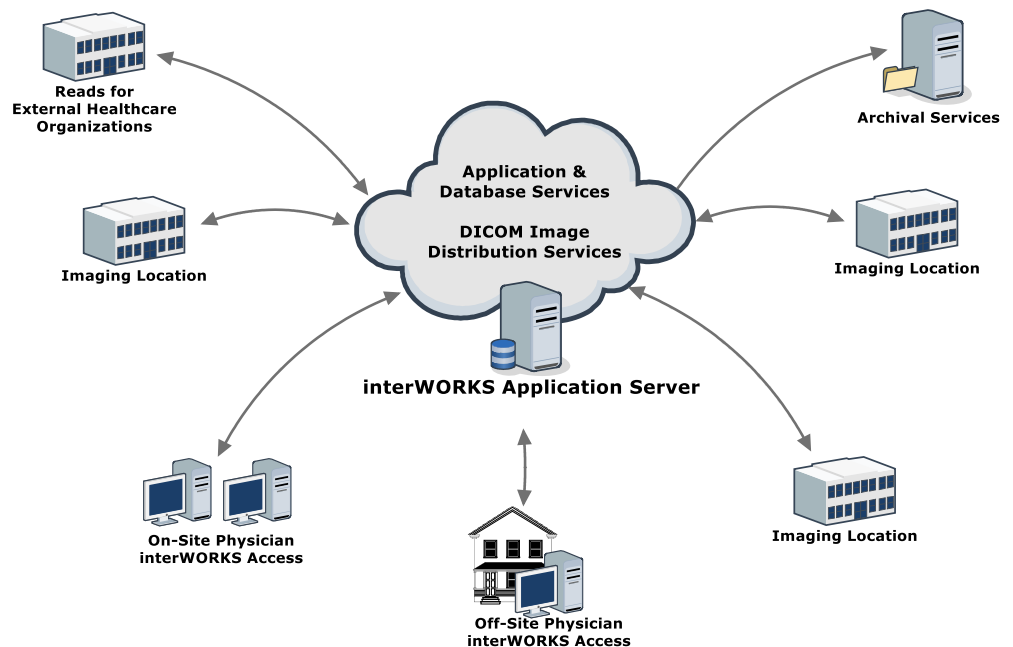 Reads for
External Healthcare
Organizations
Archival Services
Application &
Database Services
DICOM Image
Distribution Services
Imaging Location
Imaging Location
interWORKS Application Server
On-Site Physician
interWORKS Access
Imaging Location
Off-Site Physician
interWORKS Access